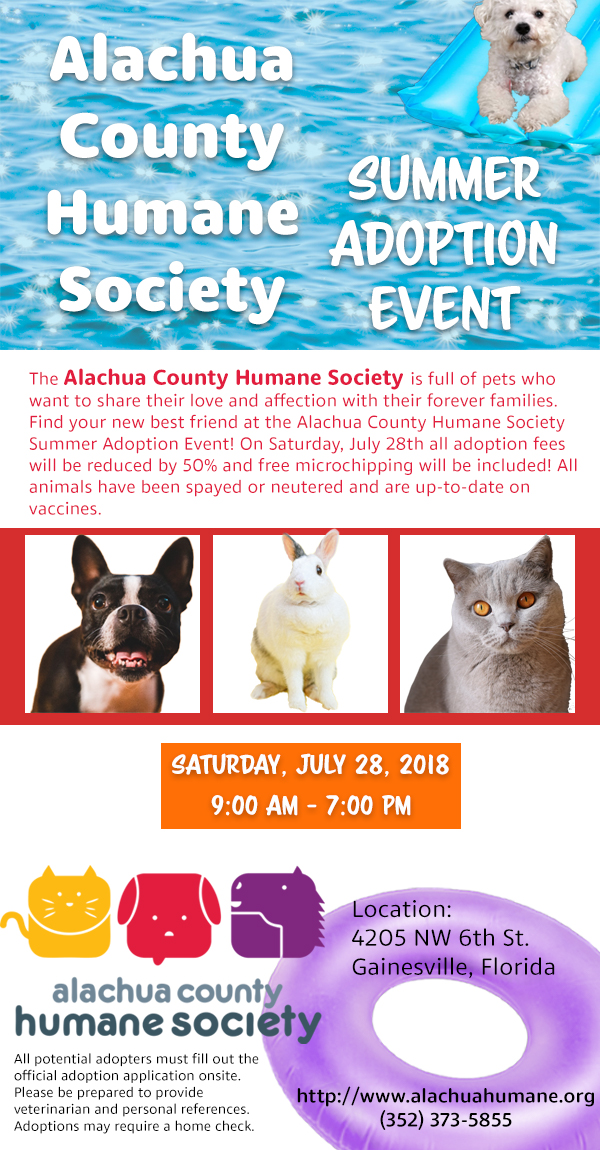 Alachua
County
Humane
Society
SUMMER
ADOPTION
EVENT
The Alachua County Humane Society is full of pets who
want to share their love and affection with their forever families.
Find your new best friend at the Alachua County Humane Society
Summer Adoption Event! On Saturday, July 28th all adoption fees
will be reduced by 50% and free microchipping will be included! All
animals have been spayed or neutered and are up-to-date on
vaccines.
SATURDAY, JULY 28, 2018
9:00 AM - 7:00 PM
Location:
4205 NW 6th St.
Gainesville, Florida
alachua county
humane society
All potential adopters must fill out the
official adoption application onsite.
Please be prepared to provide
veterinarian and personal references.
Adoptions may require a home check.
http://www.alachuahumane.org
(352) 373-5855